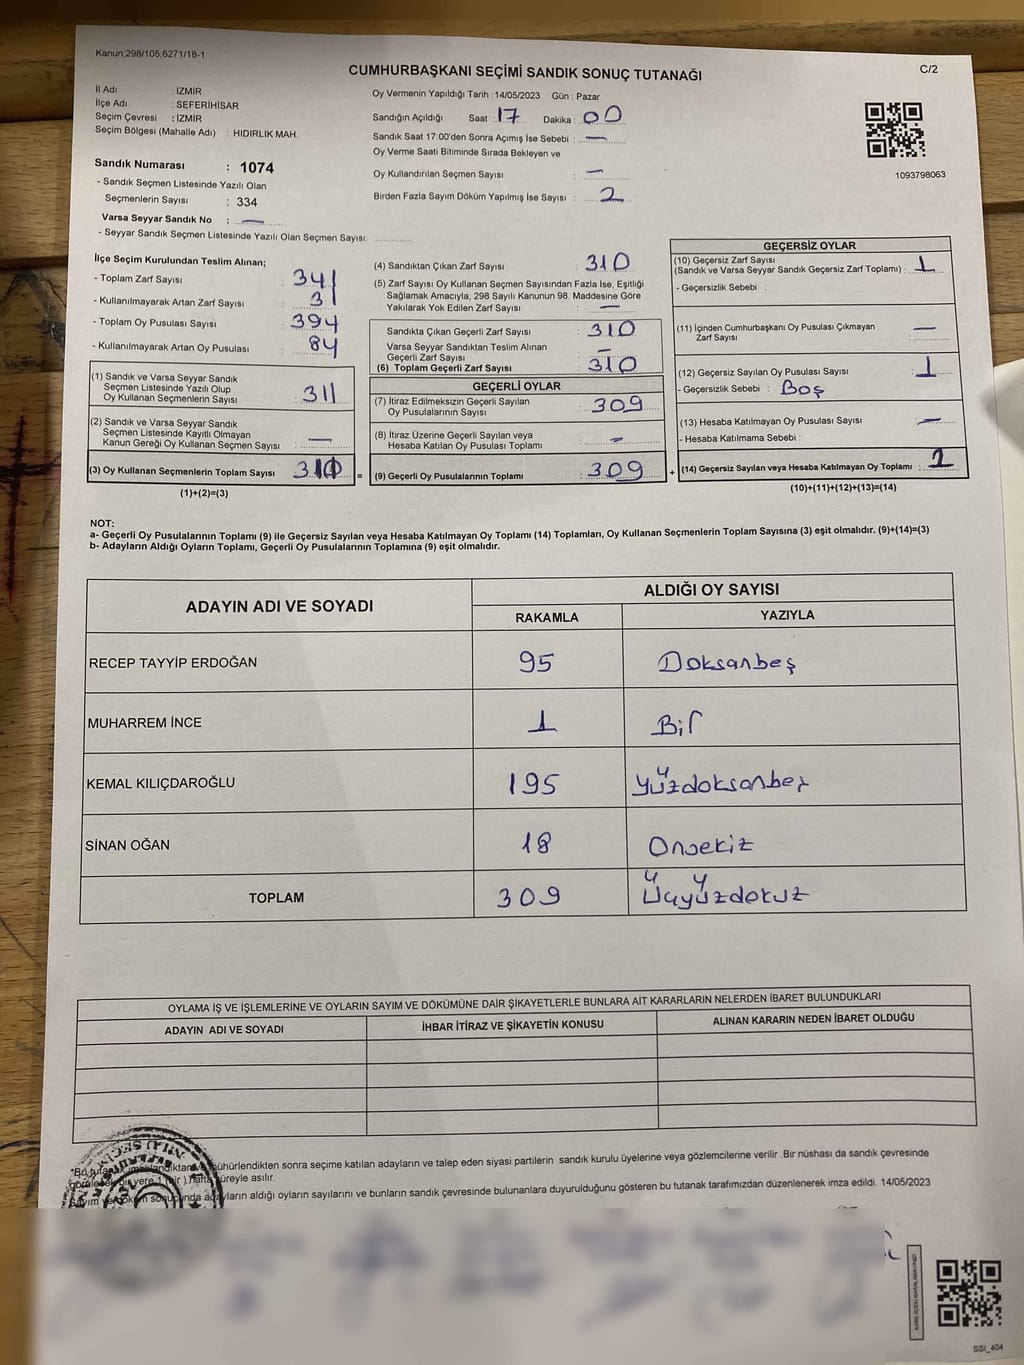 Kanun;298/105,6271/18-1
CUMHURBAŞKANI SEÇİMİ SANDIK SONUÇ TUTANAĞI
C/2
İl Adı : İZMİR
İlçe Adı : SEFERİHİSAR
Seçim Çevresi : İZMİR
Seçim Bölgesi (Mahalle Adı) : HIDIRLIK MAH.
Sandık Numarası : 1074
- Sandık Seçmen Listesinde Yazılı Olan
Seçmenlerin Sayısı : 334
Varsa Seyyar Sandık No : —
- Seyyar Sandık Seçmen Listesinde Yazılı Olan Seçmen Sayısı:
Oy Vermenin Yapıldığı Tarih : 14/05/2023 Gün : Pazar
Sandığın Açıldığı Saat : 17 Dakika : 00
Sandık Saat 17:00'den Sonra Açımış İse Sebebi : —
Oy Verme Saati Bitiminde Sırada Bekleyen ve
Oy Kullandırılan Seçmen Sayısı : —
Birden Fazla Sayım Döküm Yapılmış İse Sayısı : 2
1093798063
İlçe Seçim Kurulundan Teslim Alınan;
- Toplam Zarf Sayısı : 341
- Kullanılmayarak Artan Zarf Sayısı : 31
- Toplam Oy Pusulası Sayısı : 394
- Kullanılmayarak Artan Oy Pusulası : 84
(1) Sandık ve Varsa Seyyar Sandık
Seçmen Listesinde Yazılı Olup
Oy Kullanan Seçmenlerin Sayısı : 311
(2) Sandık ve Varsa Seyyar Sandık
Seçmen Listesinde Kayıtlı Olmayan
Kanun Gereği Oy Kullanan Seçmen Sayısı : —
(3) Oy Kullanan Seçmenlerin Toplam Sayısı : 310
(1)+(2)=(3)
(4) Sandıktan Çıkan Zarf Sayısı : 310
(5) Zarf Sayısı Oy Kullanan Seçmen Sayısından Fazla İse, Eşitliği
Sağlamak Amacıyla; 298 Sayılı Kanunun 98. Maddesine Göre
Yakılarak Yok Edilen Zarf Sayısı : —
Sandıkta Çıkan Geçerli Zarf Sayısı : 310
Varsa Seyyar Sandıktan Teslim Alınan
Geçerli Zarf Sayısı : —
(6) Toplam Geçerli Zarf Sayısı : 310
GEÇERLİ OYLAR
(7) İtiraz Edilmeksizin Geçerli Sayılan
Oy Pusulalarının Sayısı : 309
(8) İtiraz Üzerine Geçerli Sayılan veya
Hesaba Katılan Oy Pusulası Toplamı : —
= (9) Geçerli Oy Pusulalarının Toplamı : 309 +
GEÇERSİZ OYLAR
(10) Geçersiz Zarf Sayısı
(Sandık ve Varsa Seyyar Sandık Geçersiz Zarf Toplamı) : 1
- Geçersizlik Sebebi :
(11) İçinden Cumhurbaşkanı Oy Pusulası Çıkmayan
Zarf Sayısı : —
(12) Geçersiz Sayılan Oy Pusulası Sayısı : 1
- Geçersizlik Sebebi : Boş
(13) Hesaba Katılmayan Oy Pusulası Sayısı : —
- Hesaba Katılmama Sebebi :
(14) Geçersiz Sayılan veya Hesaba Katılmayan Oy Toplamı :
(10)+(11)+(12)+(13)=(14)
NOT:
a- Geçerli Oy Pusulalarının Toplamı (9) ile Geçersiz Sayılan veya Hesaba Katılmayan Oy Toplamı (14) Toplamları, Oy Kullanan Seçmenlerin Toplam Sayısına (3) eşit olmalıdır. (9)+(14)=(3)
b- Adayların Aldığı Oyların Toplamı, Geçerli Oy Pusulalarının Toplamına (9) eşit olmalıdır.
ADAYIN ADI VE SOYADI
ALDIĞI OY SAYISI
RAKAMLA YAZIYLA
RECEP TAYYİP ERDOĞAN 95 Doksanbeş
MUHARREM İNCE 1 Bir
KEMAL KILIÇDAROĞLU 195 Yüzdoksanbeş
SİNAN OĞAN 18 Onsekiz
TOPLAM 309 Üçyüzdokuz
OYLAMA İŞ VE İŞLEMLERİNE VE OYLARIN SAYIM VE DÖKÜMÜNE DAİR ŞİKAYETLERLE BUNLARA AİT KARARLARIN NELERDEN İBARET BULUNDUKLARI
ADAYIN ADI VE SOYADI İHBAR İTİRAZ VE ŞİKAYETİN KONUSU ALINAN KARARIN NEDEN İBARET OLDUĞU
mühürlendikten sonra seçime katılan adayların ve talep eden siyasi partilerin sandık kurulu üyelerine veya gözlemcilerine verilir .Bir nüshası da sandık çevresinde
süreyle asılır.
adayların aldığı oyların sayılarını ve bunların sandık çevresinde bulunanlara duyurulduğunu gösteren bu tutanak tarafımızdan düzenlenerek imza edildi. 14/05/2023
SSI_404